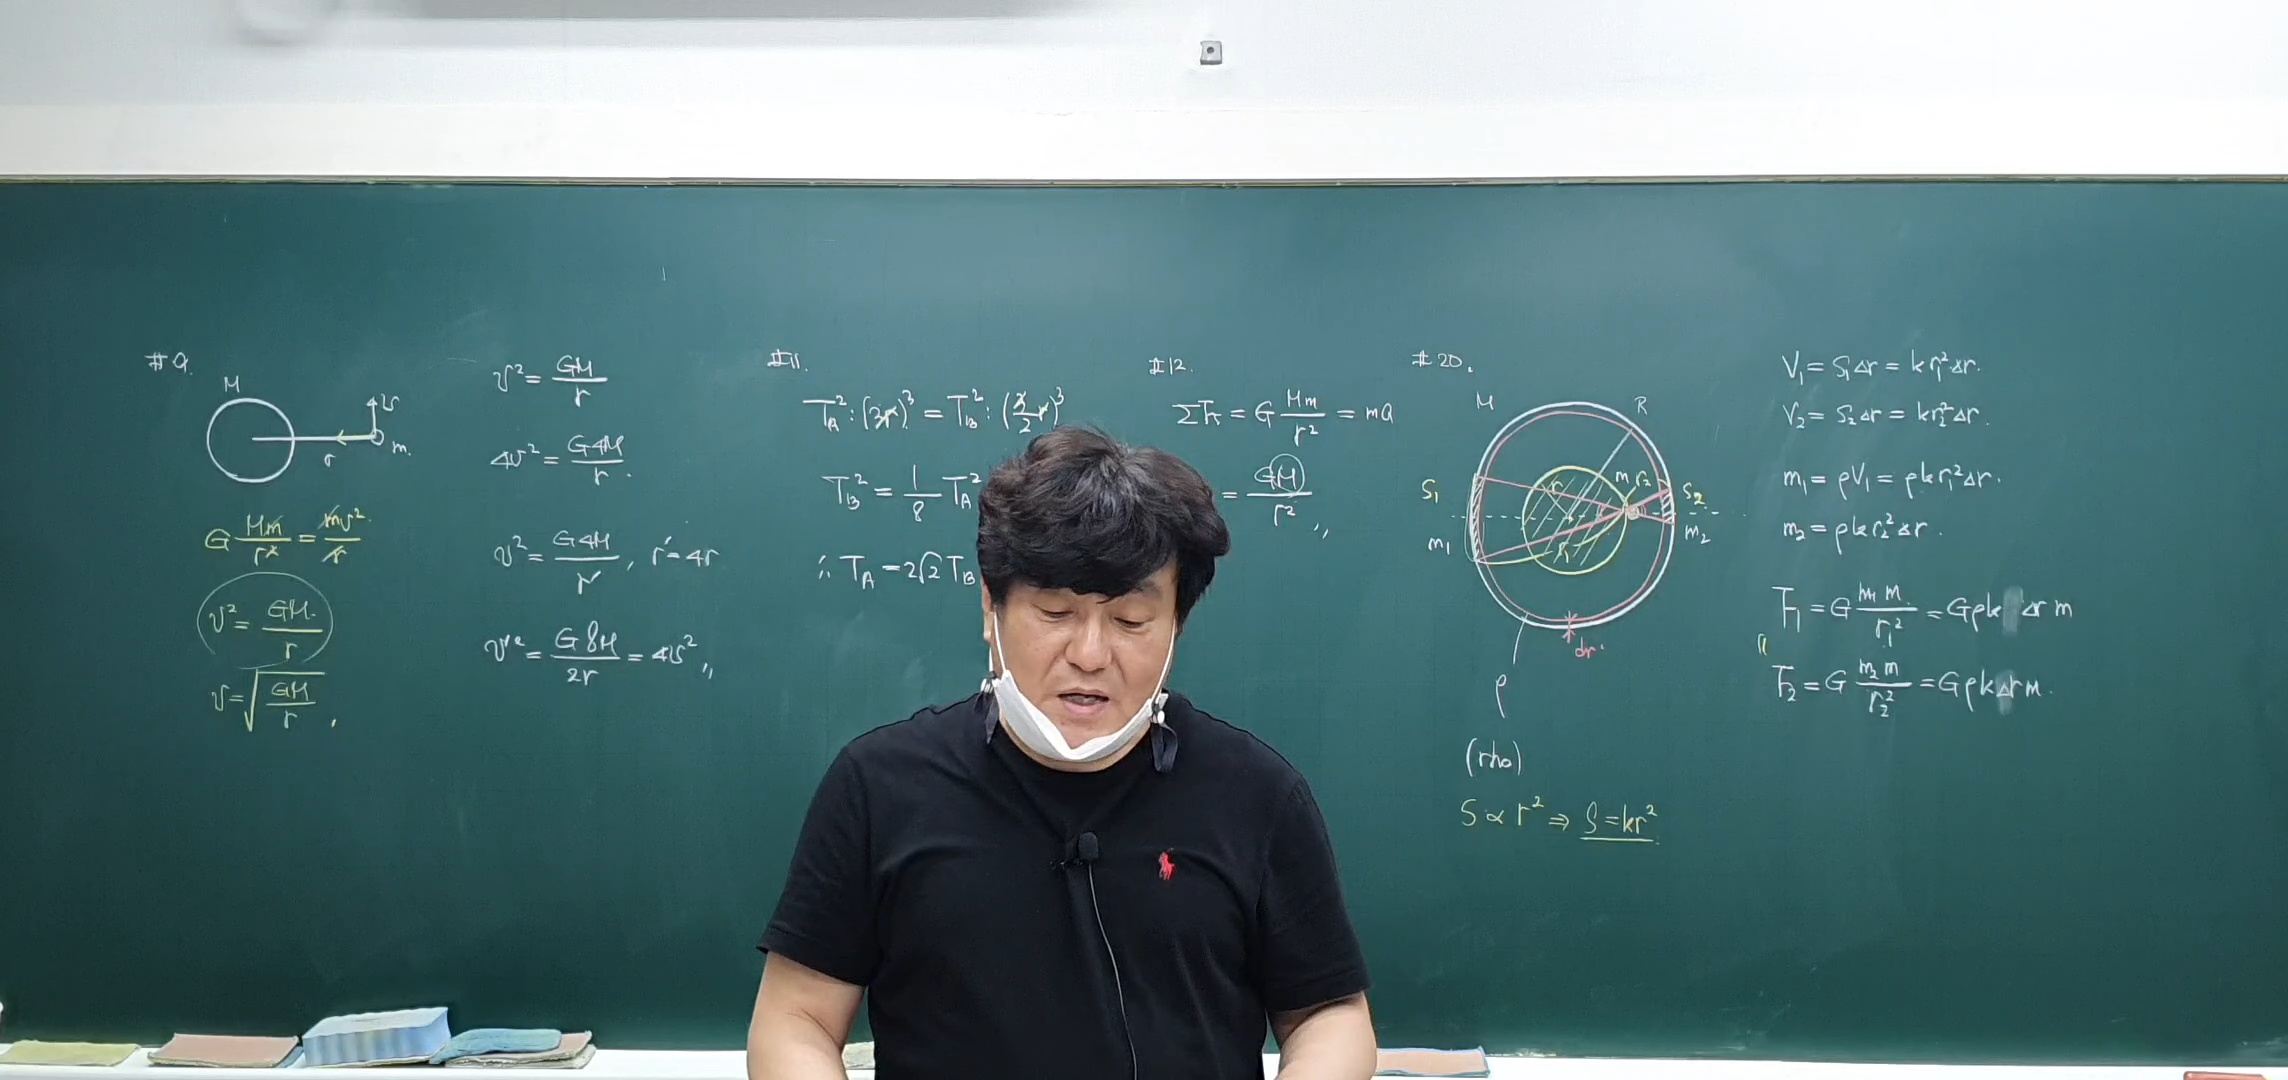 #9.
M
v
m.
r
G Mm/r² = mv²/r
v² = GM/r
v = √(GM/r)
v² = GM/r
4v² = G4M/r
v² = G4M/r', r' = 4r
v'² = G8M/2r = 4v²
#11.
T_A² : (3r)³ = T_B² : (3/2 r)³
T_B² = 1/8 T_A²
∴ T_A = 2√2 T_B
#12.
ΣF = G Mm/r² = ma
= GM/r²
#20.
M
R
S₁
r
m
r₂
S₂
m₁
r₁
m₂
dr
ρ
(rho)
S ∝ r² ⇒ S = kr²
V₁ = S₁Δr = kr₁²Δr.
V₂ = S₂Δr = kr₂²Δr.
m₁ = ρV₁ = ρkr₁²Δr.
m₂ = ρkr₂²Δr.
F₁ = G m₁m/r₁² = Gρk Δr m
F₂ = G m₂m/r₂² = GρkΔrm.